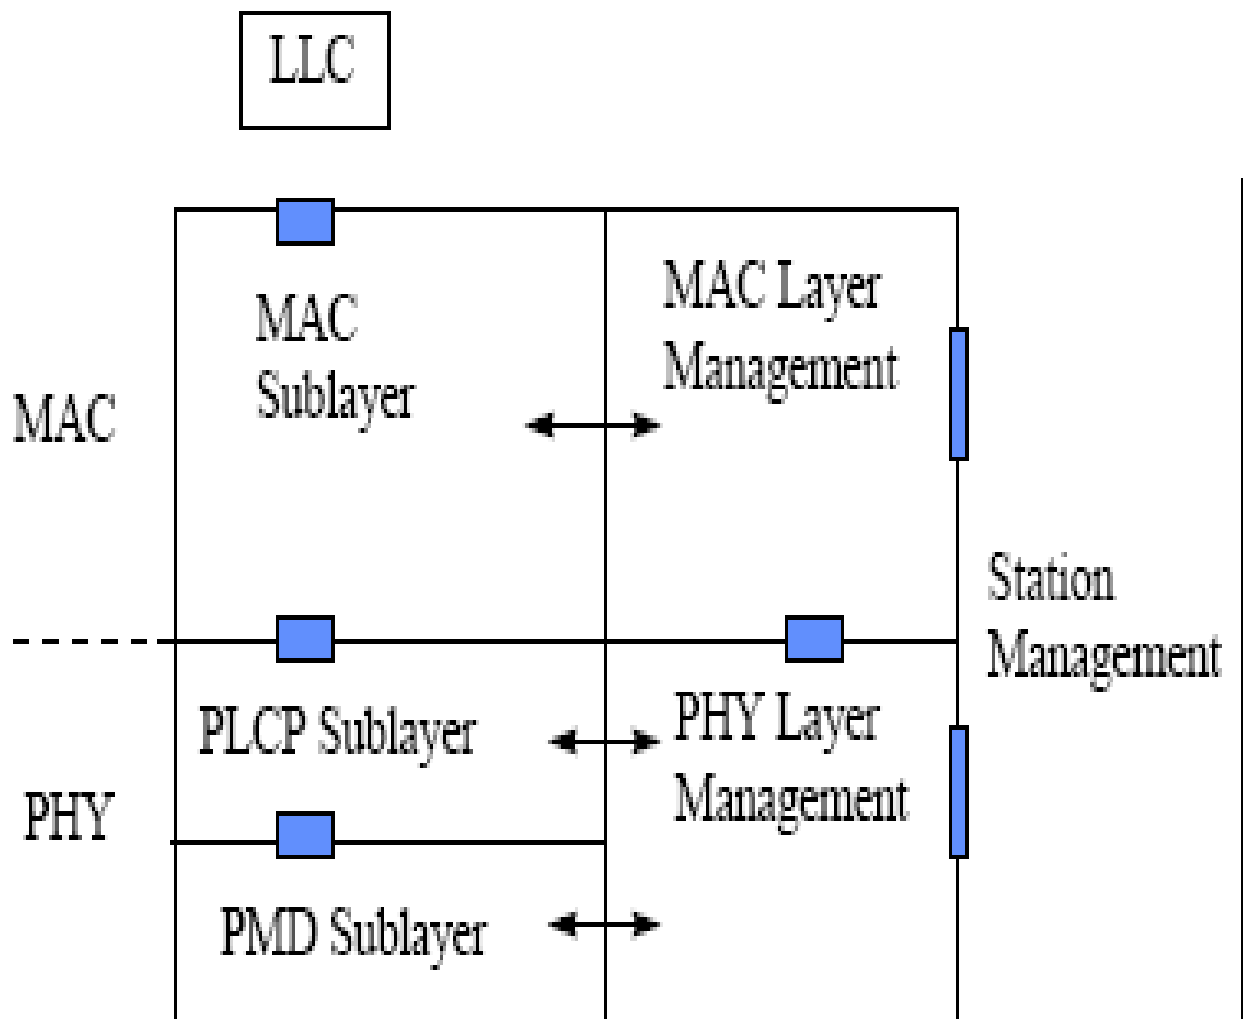 LLC
MAC
Sublayer
MAC Layer
Management
MAC
Station
Management
PLCP Sublayer
PHY Layer
Management
PHY
PMD Sublayer